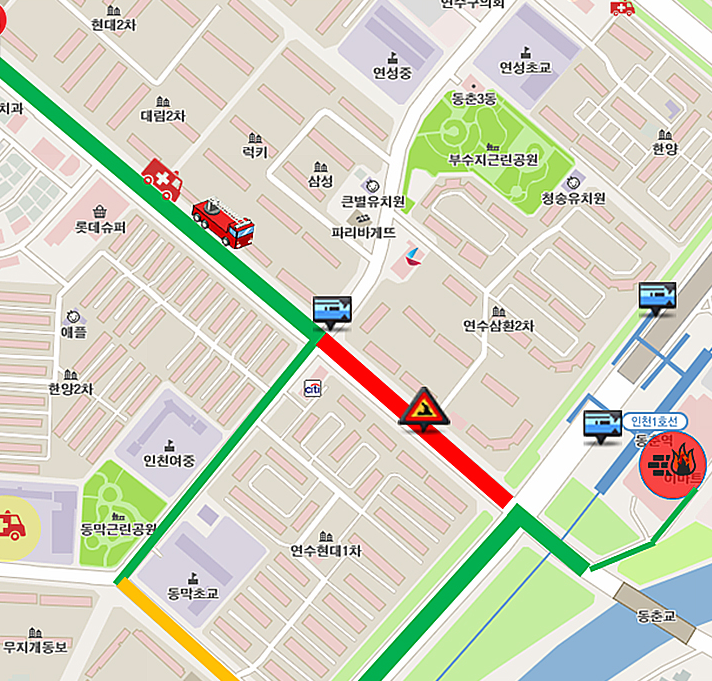 연수구의회
현대2차
연성중
연성초교
치과
대림2차
동춘3동
럭키
부수지근린공원
한양
삼성
큰별유치원
청송유치원
롯데슈퍼
파리바게뜨
애플
연수삼환2차
한양2차
citi
인천1호선
동춘역
이마트
인천여중
동막근린공원
연수현대1차
동막초교
동춘교
무지개동보